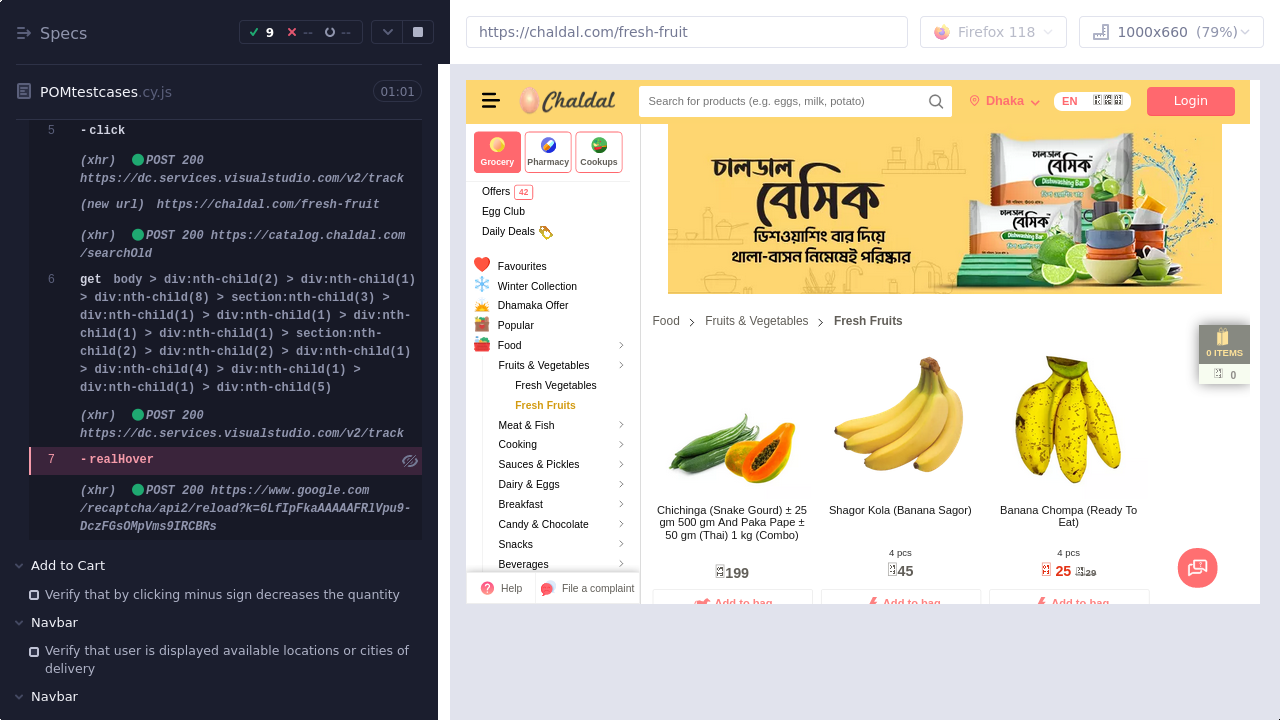 Specs
9
--
--
https://chaldal.com/fresh-fruit
Firefox 118
1000x660 (79%)
POMtestcases.cy.js
01:01
5 -click
(xhr) POST 200
https://dc.services.visualstudio.com/v2/track
(new url) https://chaldal.com/fresh-fruit
(xhr) POST 200 https://catalog.chaldal.com
/searchOld
6 get body > div:nth-child(2) > div:nth-child(1)
> div:nth-child(8) > section:nth-child(3) >
div:nth-child(1) > div:nth-child(1) > div:nth-
child(1) > div:nth-child(1) > section:nth-
child(2) > div:nth-child(2) > div:nth-child(1)
> div:nth-child(4) > div:nth-child(1) >
div:nth-child(1) > div:nth-child(5)
(xhr) POST 200
https://dc.services.visualstudio.com/v2/track
7 -realHover
(xhr) POST 200 https://www.google.com
/recaptcha/api2/reload?k=6LfIpFkaAAAAAFRlVpu9-
DczFGsOMpVms9IRCBRs
Add to Cart
Verify that by clicking minus sign decreases the quantity
Navbar
Verify that user is displayed available locations or cities of
delivery
Navbar
Chaldal
Search for products (e.g. eggs, milk, potato)
Dhaka
EN
Login
Grocery
Pharmacy
Cookups
Offers 42
Egg Club
Daily Deals
Favourites
Winter Collection
Dhamaka Offer
Popular
Food
Fruits & Vegetables
Fresh Vegetables
Fresh Fruits
Meat & Fish
Cooking
Sauces & Pickles
Dairy & Eggs
Breakfast
Candy & Chocolate
Snacks
Beverages
Help
File a complaint
চালডাল
বেসিক
ডিশওয়াশিং বার দিয়ে
থালা-বাসন নিমেষেই পরিষ্কার
চালডাল
বেসিক
Dishwashing Bar
চালডাল
বেসিক
Dishwashing Bar
Food
Fruits & Vegetables
Fresh Fruits
0 ITEMS
0
Chichinga (Snake Gourd) ± 25
gm 500 gm And Paka Pape ±
50 gm (Thai) 1 kg (Combo)
199
Add to bag
Shagor Kola (Banana Sagor)
4 pcs
45
Add to bag
Banana Chompa (Ready To
Eat)
4 pcs
25 29
Add to bag